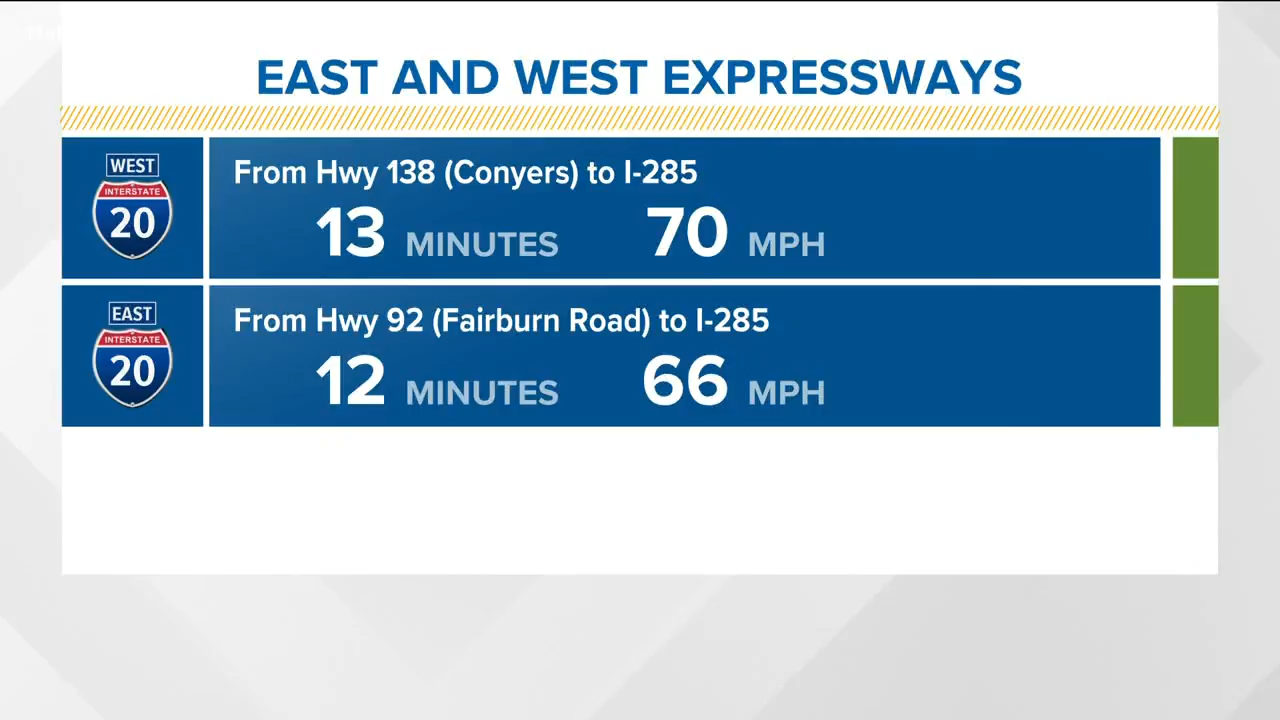 EAST AND WEST EXPRESSWAYS
WEST
INTERSTATE
20
From Hwy 138 (Conyers) to I-285
13 MINUTES 70 MPH
EAST
INTERSTATE
20
From Hwy 92 (Fairburn Road) to I-285
12 MINUTES 66 MPH